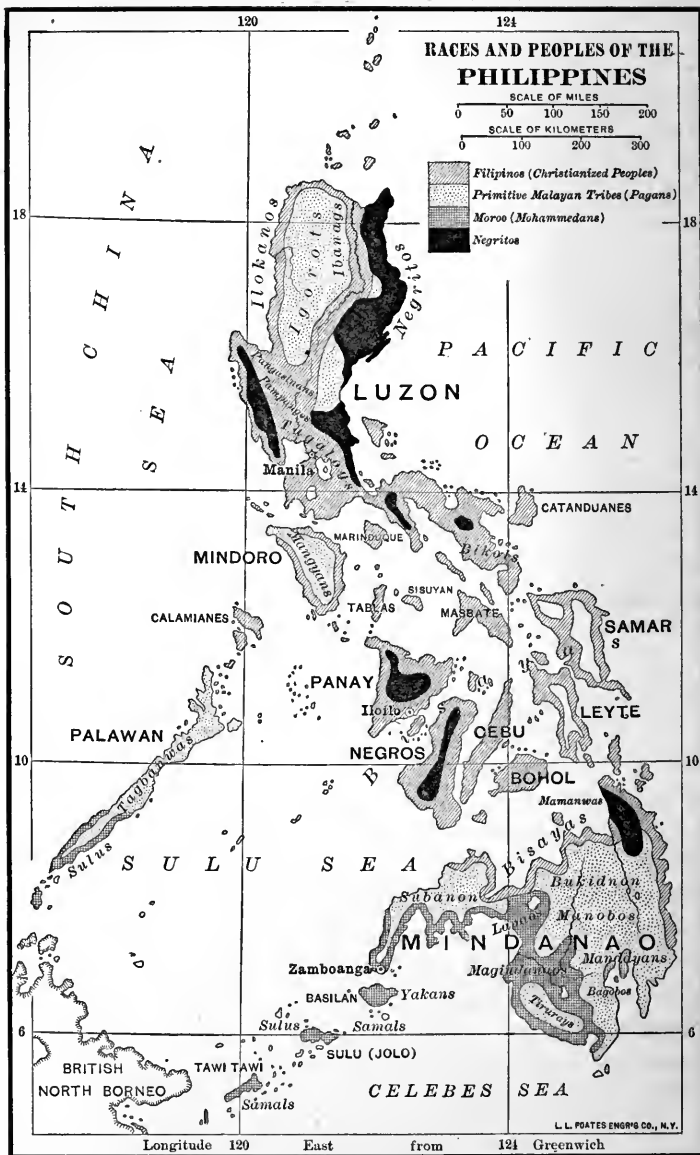 120
124
RACES AND PEOPLES OF THE
PHILIPPINES
SCALE OF MILES
0 50 100 150 200
SCALE OF KILOMETERS
0 100 200 300
Filipinos (Christianized Peoples)
Primitive Malayan Tribes (Pagans)
Moros (Mohammedans)
Negritos
SOUTH CHINA SEA
18
18
Ilokanos
Igorots
Ibanags
Negritos
PACIFIC
OCEAN
LUZON
Pangasinans
Pampangos
Tagalogs
Manila
14
14
CATANDUANES
MARINDUQUE
Bikols
MINDORO
Mangyans
SISUYAN
TABLAS
MASBATE
CALAMIANES
SAMAR
PANAY
Iloilo
LEYTE
CEBU
NEGROS
Bisayas
PALAWAN
10
10
BOHOL
Mamanwas
Tagbanwas
Sulus
SULU SEA
Bisayas
Bukidnon
Subanon
Lanao
Manobos
MINDANAO
Mandayans
Magindanaos
Zamboanga
BASILAN
Yakans
Bagobos
Tirurays
6
6
Sulus
Samals
SULU (JOLO)
BRITISH
NORTH BORNEO
TAWI TAWI
Samals
CELEBES SEA
L. L. POATES ENGR'G CO., N.Y.
Longitude 120 East from 124 Greenwich